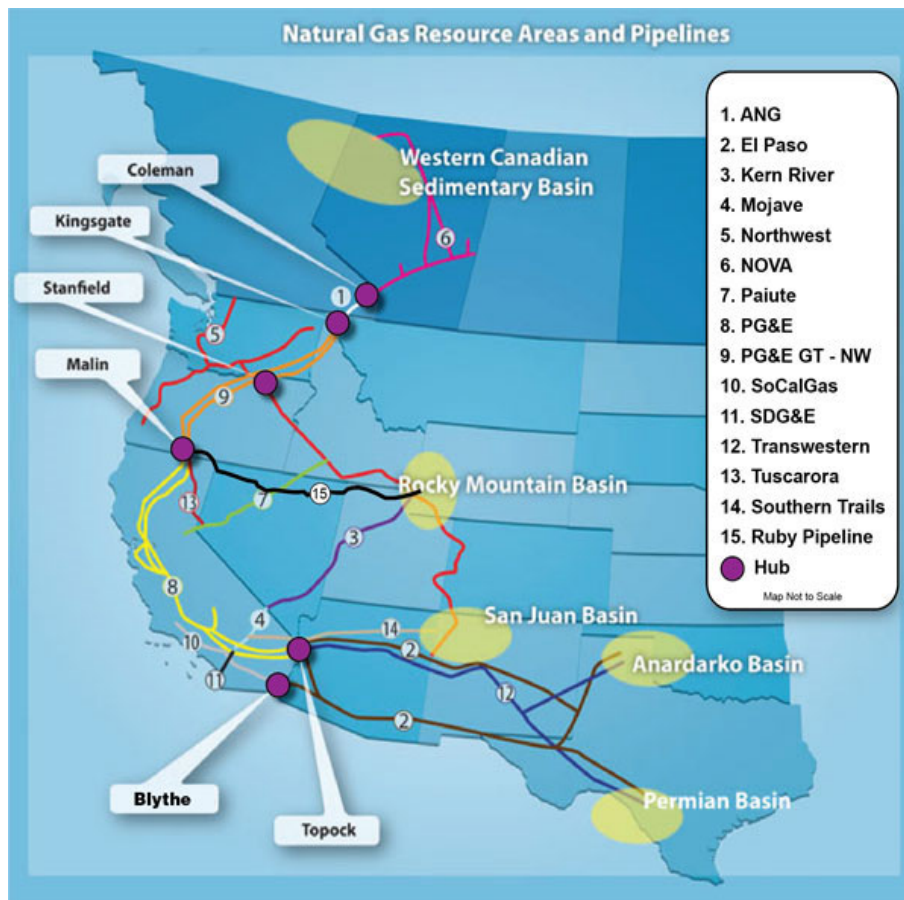 Natural Gas Resource Areas and Pipelines
1. ANG
2. El Paso
3. Kern River
4. Mojave
5. Northwest
6. NOVA
7. Paiute
8. PG&E
9. PG&E GT - NW
10. SoCalGas
11. SDG&E
12. Transwestern
13. Tuscarora
14. Southern Trails
15. Ruby Pipeline
Hub
Map Not to Scale
Western Canadian
Sedimentary Basin
Coleman
Kingsgate
Stanfield
Malin
6
1
5
9
Rocky Mountain Basin
15
7
13
3
8
4
San Juan Basin
14
10
2
Anardarko Basin
12
11
2
Blythe
Permian Basin
Topock